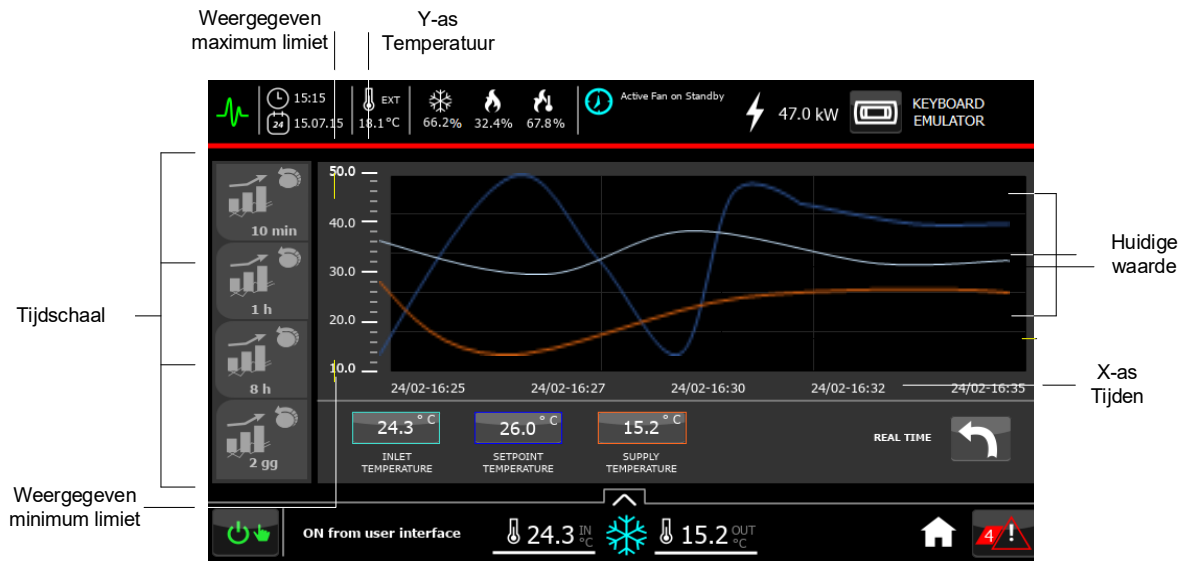 Weergegeven
maximum limiet
Y-as
Temperatuur
15:15
24
15.07.15
EXT
18.1°C
66.2%
32.4%
67.8%
Active Fan on Standby
47.0 kW
KEYBOARD
EMULATOR
Tijdschaal
10 min
1 h
8 h
2 gg
50.0
40.0
30.0
20.0
10.0
24/02-16:25
24/02-16:27
24/02-16:30
24/02-16:32
24/02-16:35
Huidige
waarde
X-as
Tijden
24.3 °C
INLET
TEMPERATURE
26.0 °C
SETPOINT
TEMPERATURE
15.2 °C
SUPPLY
TEMPERATURE
REAL TIME
Weergegeven
minimum limiet
ON from user interface
24.3 IN °C
15.2 OUT °C
4
!